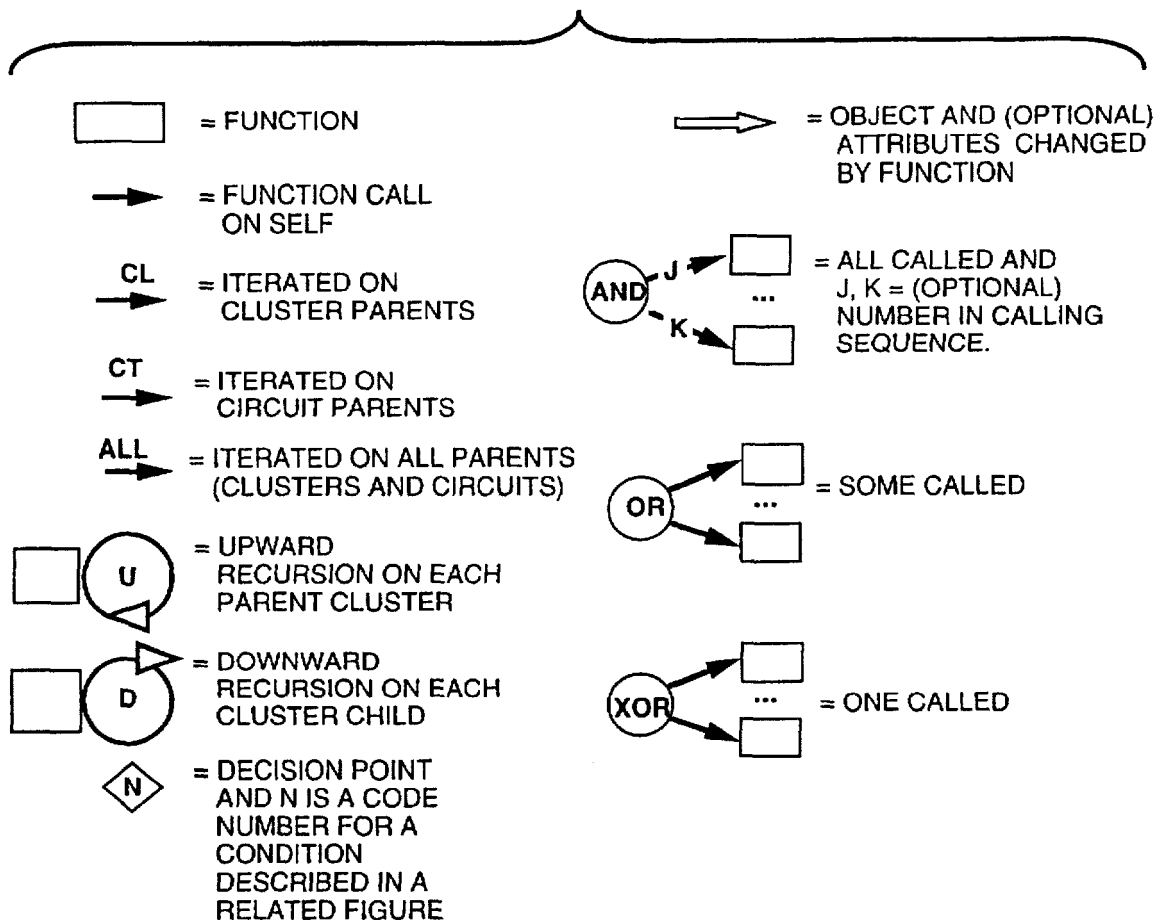 = FUNCTION
= FUNCTION CALL
ON SELF
CL
= ITERATED ON
CLUSTER PARENTS
CT
= ITERATED ON
CIRCUIT PARENTS
ALL
= ITERATED ON ALL PARENTS
(CLUSTERS AND CIRCUITS)
U
= UPWARD
RECURSION ON EACH
PARENT CLUSTER
D
= DOWNWARD
RECURSION ON EACH
CLUSTER CHILD
N
= DECISION POINT
AND N IS A CODE
NUMBER FOR A
CONDITION
DESCRIBED IN A
RELATED FIGURE
= OBJECT AND (OPTIONAL)
ATTRIBUTES CHANGED
BY FUNCTION
AND
J
...
K
= ALL CALLED AND
J, K = (OPTIONAL)
NUMBER IN CALLING
SEQUENCE.
OR
...
= SOME CALLED
XOR
...
= ONE CALLED